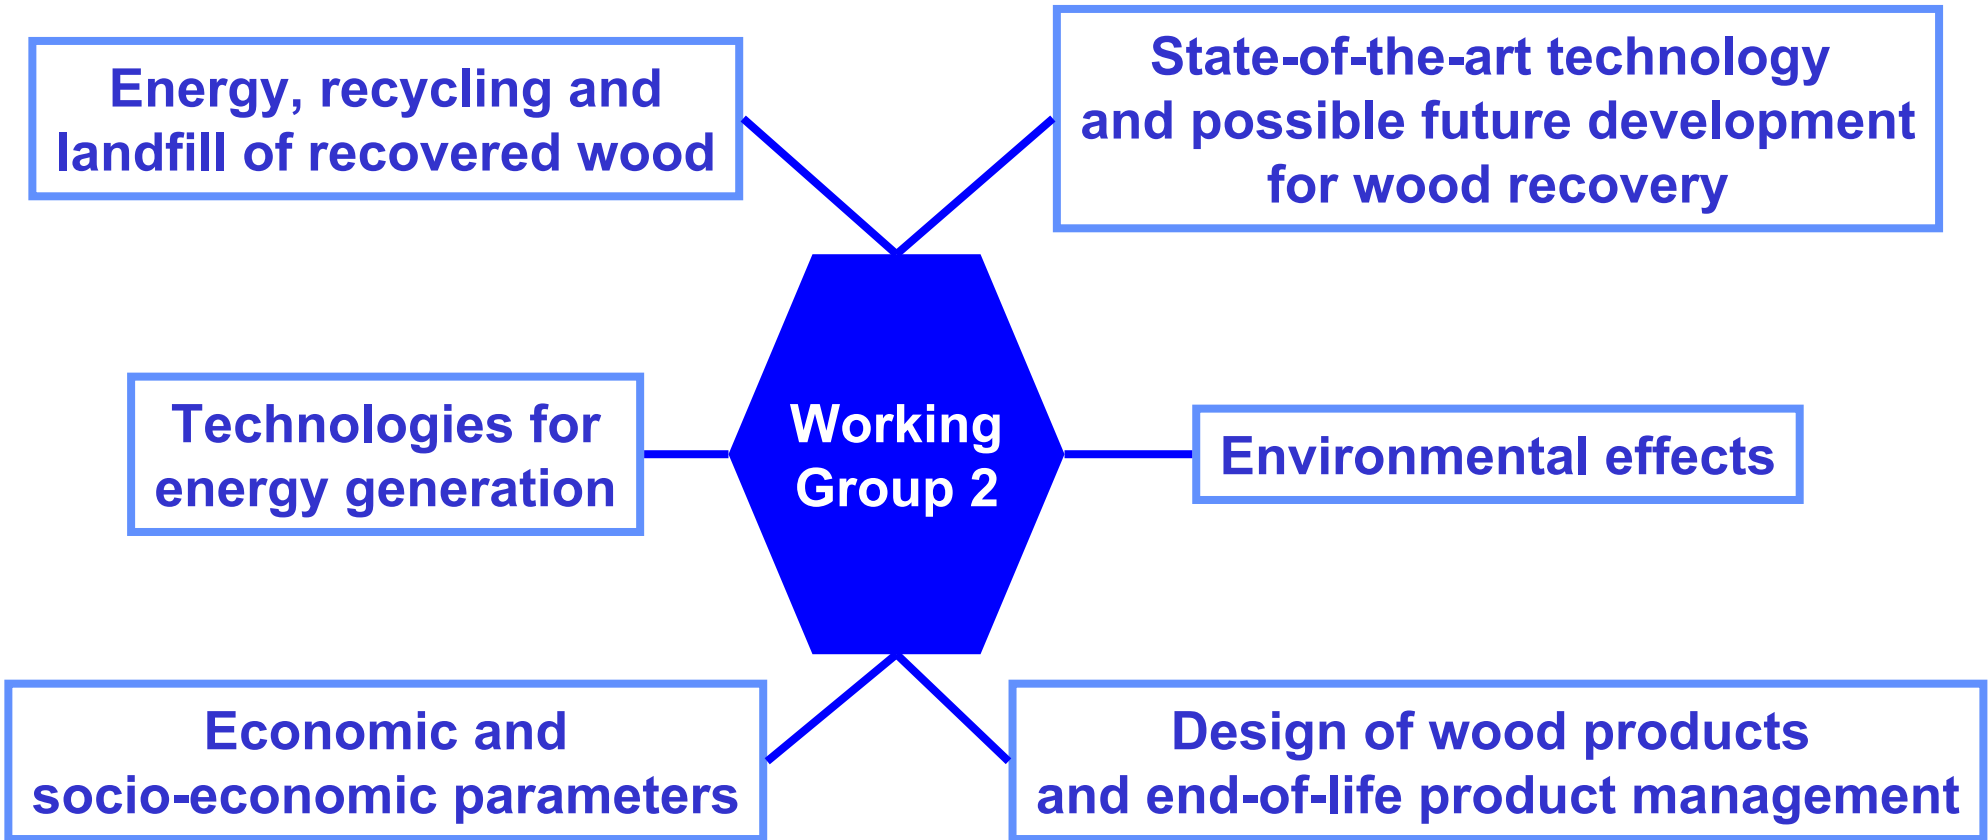 Energy, recycling and
landfill of recovered wood
State-of-the-art technology
and possible future development
for wood recovery
Technologies for
energy generation
Working
Group 2
Environmental effects
Economic and
socio-economic parameters
Design of wood products
and end-of-life product management